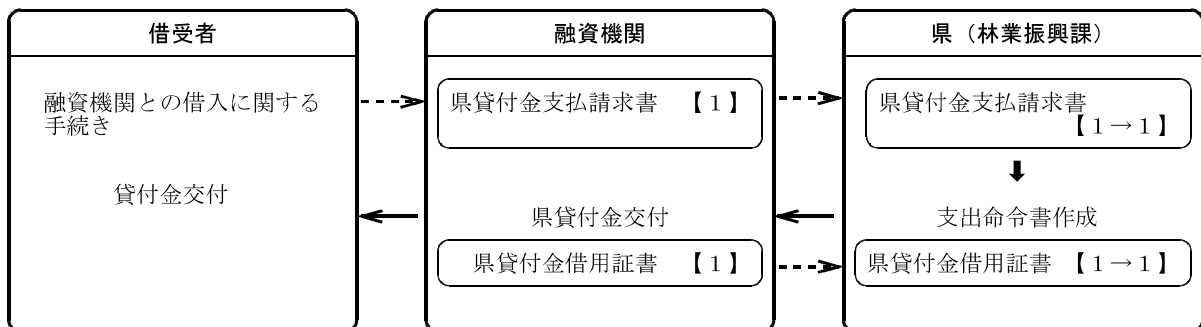 借受者
融資機関との借入に関する
手続き
貸付金交付
融資機関
県貸付金支払請求書 【1】
県貸付金交付
県貸付金借用証書 【1】
県（林業振興課）
県貸付金支払請求書
【1→1】
支出命令書作成
県貸付金借用証書 【1→1】